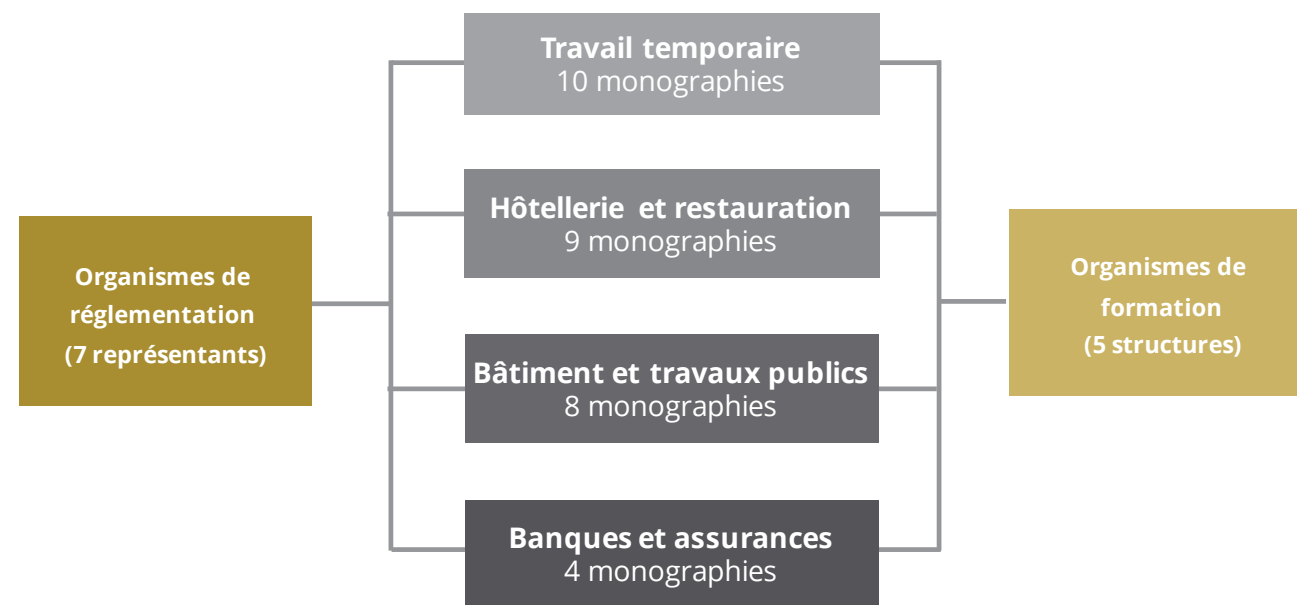 Travail temporaire
10 monographies
Hôtellerie et restauration
9 monographies
Organismes de
réglementation
(7 représentants)
Organismes de
formation
(5 structures)
Bâtiment et travaux publics
8 monographies
Banques et assurances
4 monographies